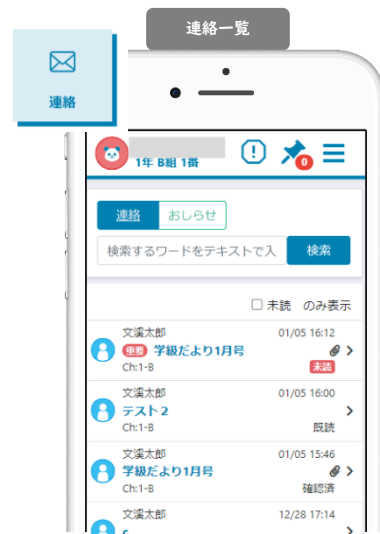 連絡一覧
連絡
1年 B組 1番
0
連絡 おしらせ
検索するワードをテキストで入 検索
未読 のみ表示
文溪太郎 01/05 16:12
重要 学級だより1月号
Ch:1-B 未読
文溪太郎 01/05 16:00
テスト2
Ch:1-B 既読
文溪太郎 01/05 15:46
学級だより1月号
Ch:1-B 確認済
文溪太郎 12/28 17:14